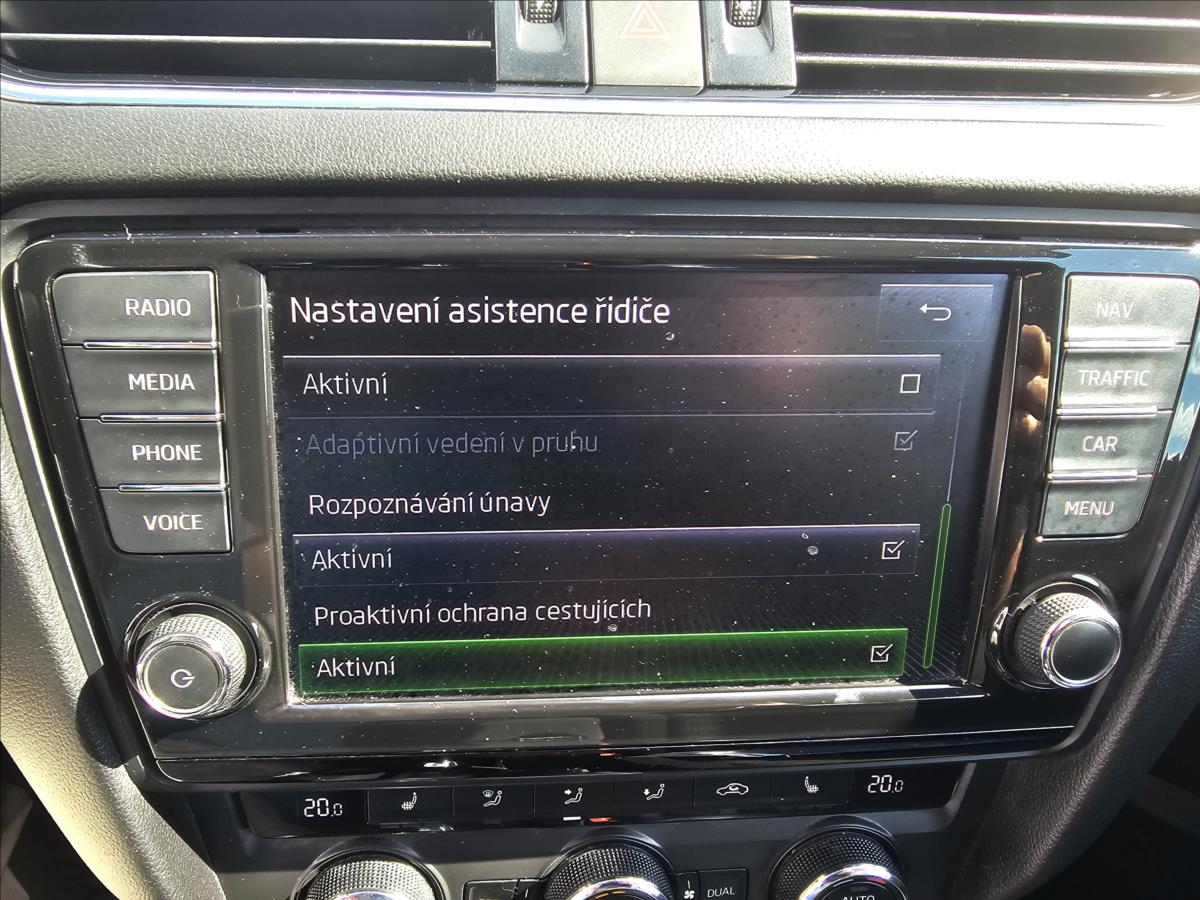 RADIO
MEDIA
PHONE
VOICE
Nastavení asistence řidiče
Aktivní
Adaptivní vedení v pruhu
Rozpoznávání únavy
Aktivní
Proaktivní ochrana cestujících
Aktivní
NAV
TRAFFIC
CAR
MENU
20.0
20.0
DUAL
AUTO